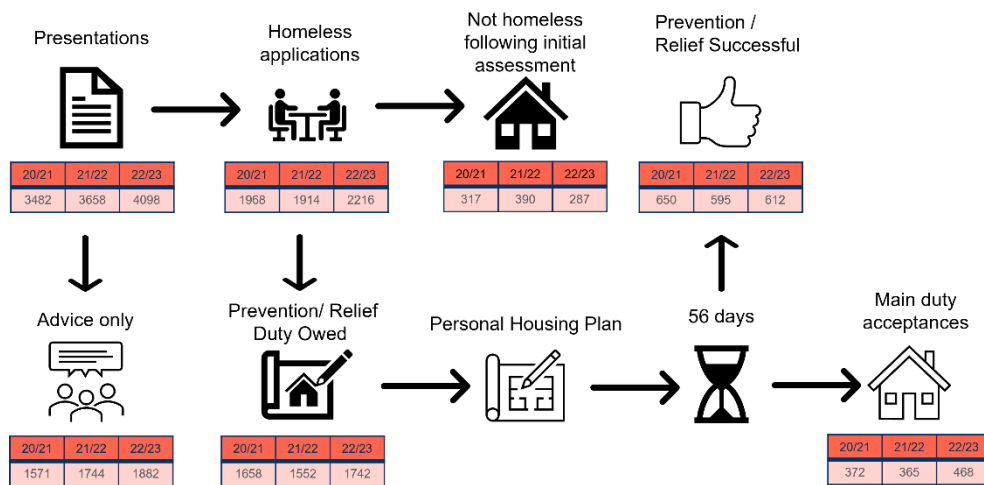 Presentations
20/21 21/22 22/23
3482 3658 4098
Homeless
applications
20/21 21/22 22/23
1968 1914 2216
Not homeless
following initial
assessment
20/21 21/22 22/23
317 390 287
Prevention /
Relief Successful
20/21 21/22 22/23
650 595 612
Advice only
20/21 21/22 22/23
1571 1744 1882
Prevention/ Relief
Duty Owed
20/21 21/22 22/23
1658 1552 1742
Personal Housing Plan
56 days
Main duty
acceptances
20/21 21/22 22/23
372 365 468